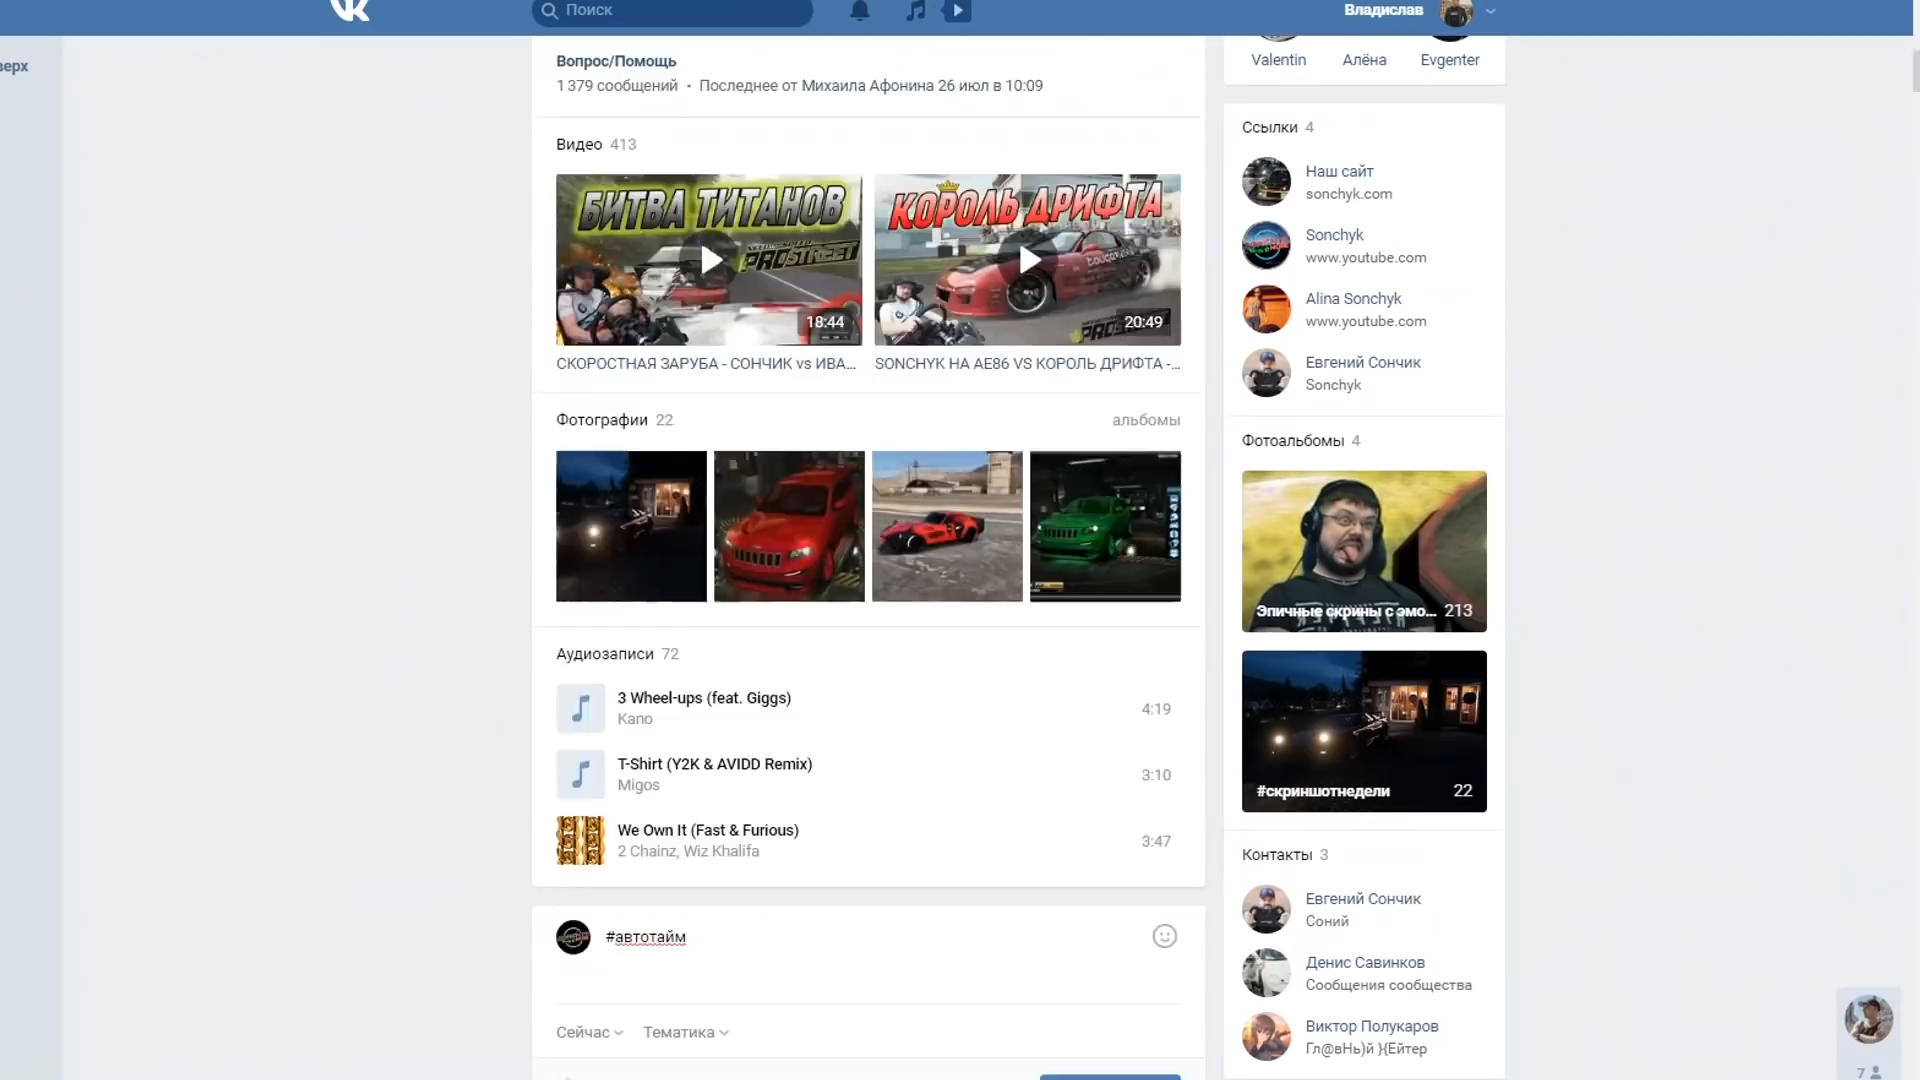 Поиск
Владислав
верх
Вопрос/Помощь
1 379 сообщений · Последнее от Михаила Афонина 26 июл в 10:09
Видео 413
БИТВА ТИТАНОВ
PROSTREET
18:44
КОРОЛЬ ДРИФТА
20:49
СКОРОСТНАЯ ЗАРУБА - СОНЧИК vs ИВА...
SONCHYK НА AE86 VS КОРОЛЬ ДРИФТА -...
Фотографии 22
альбомы
Аудиозаписи 72
3 Wheel-ups (feat. Giggs)
Kano
4:19
T-Shirt (Y2K & AVIDD Remix)
Migos
3:10
We Own It (Fast & Furious)
2 Chainz, Wiz Khalifa
3:47
#автотайм
Сейчас
Тематика
Valentin
Алёна
Evgenter
Ссылки 4
Наш сайт
sonchyk.com
Sonchyk
www.youtube.com
Alina Sonchyk
www.youtube.com
Евгений Сончик
Sonchyk
Фотоальбомы 4
Эпичные скрины с эмо... 213
#скриншотнедели 22
Контакты 3
Евгений Сончик
Соний
Денис Савинков
Сообщения сообщества
Виктор Полукаров
Гл@вНь)й }{Ейтер
7